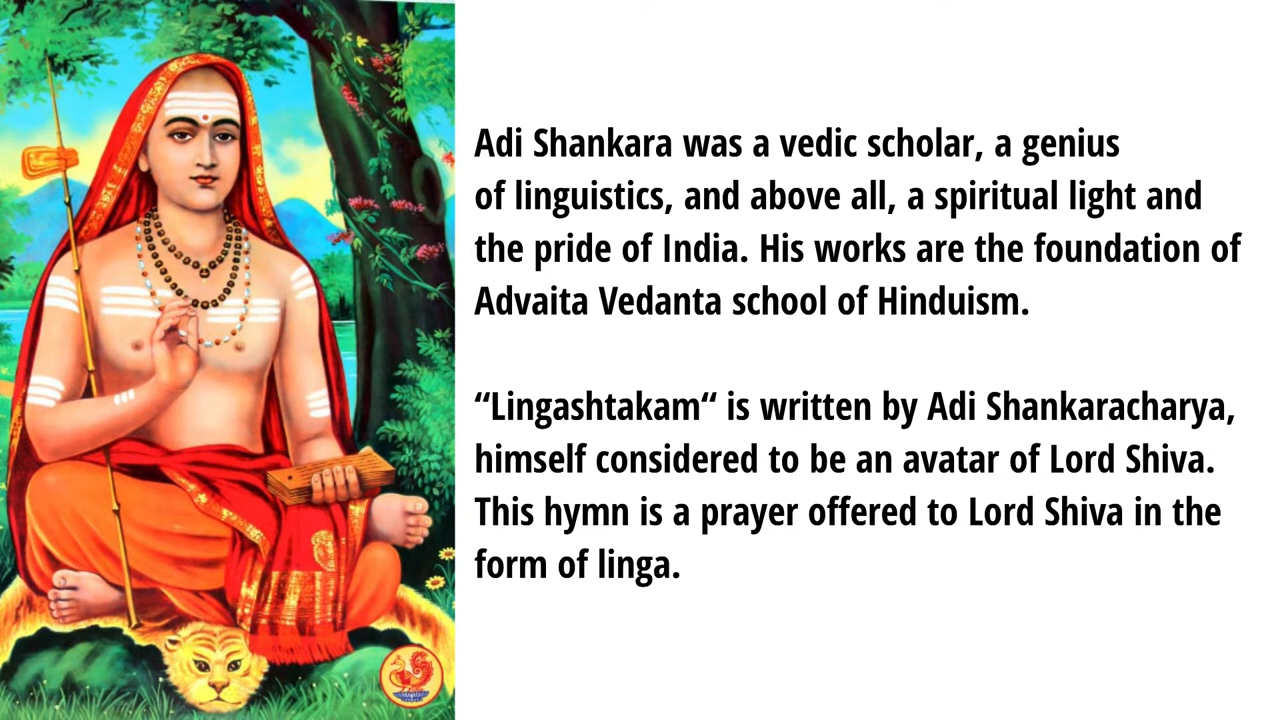 Adi Shankara was a vedic scholar, a genius
of linguistics, and above all, a spiritual light and
the pride of India. His works are the foundation of
Advaita Vedanta school of Hinduism.
“Lingashtakam“ is written by Adi Shankaracharya,
himself considered to be an avatar of Lord Shiva.
This hymn is a prayer offered to Lord Shiva in the
form of linga.